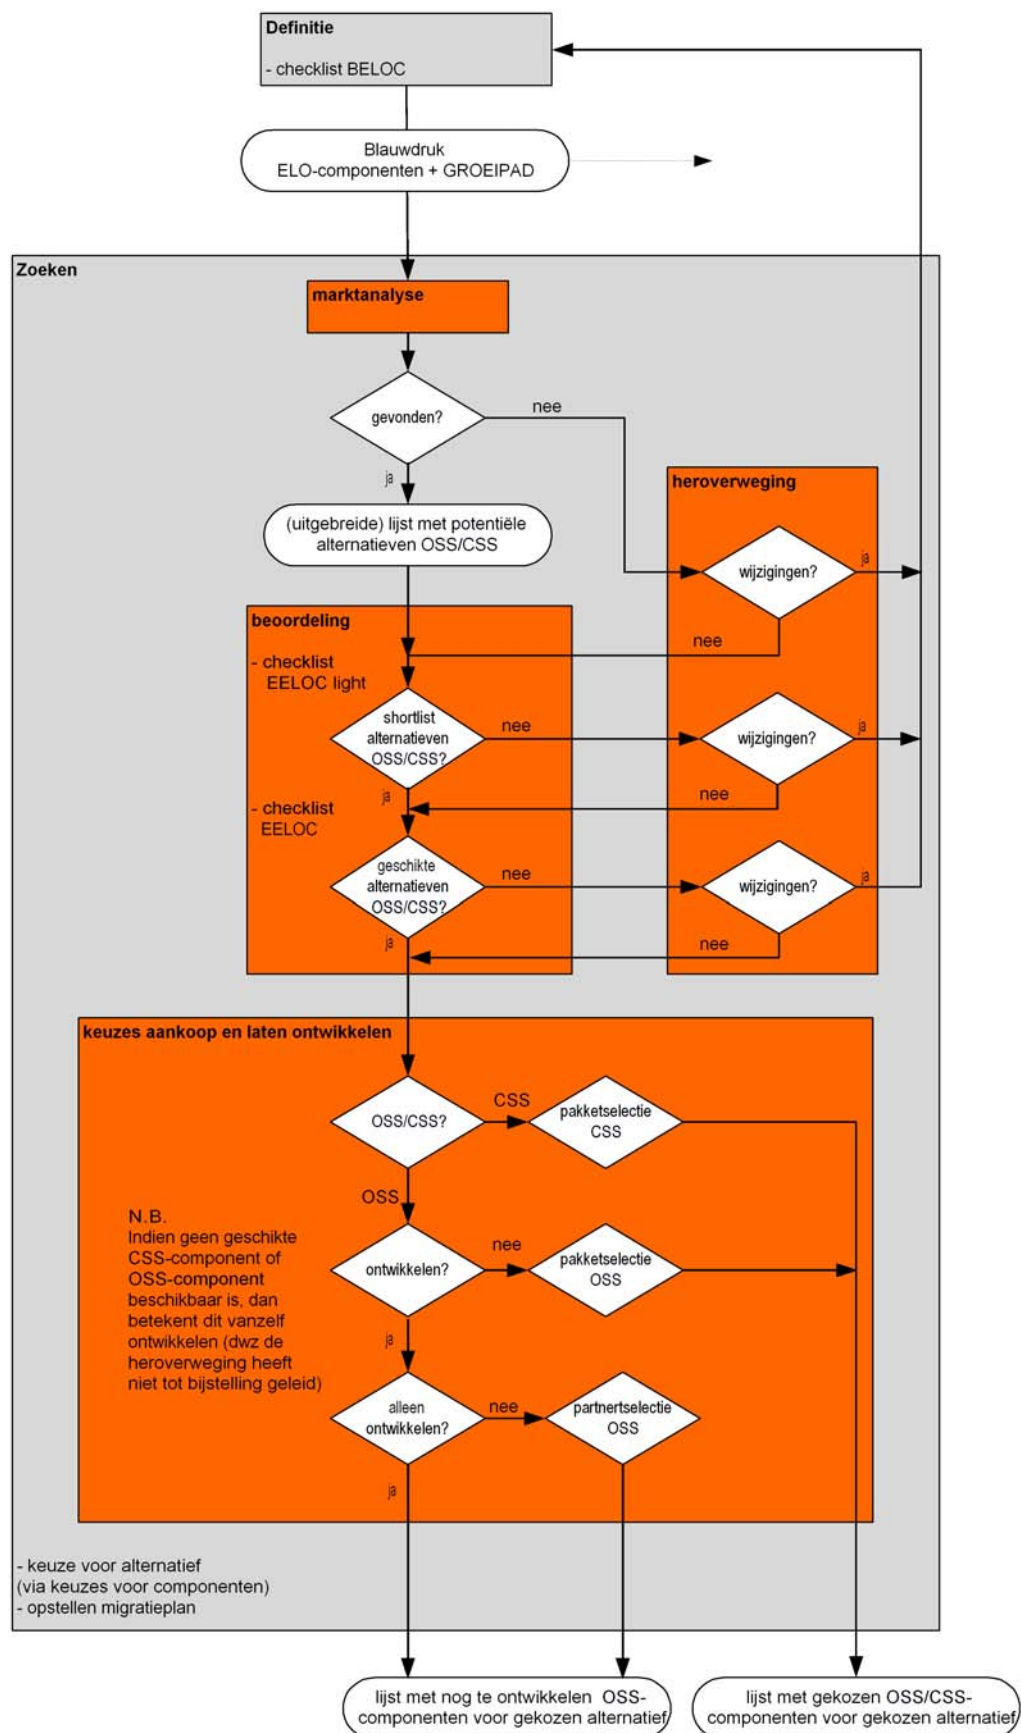 Definitie
- checklist BELOC
Blauwdruk
ELO-componenten + GROEIPAD
Zoeken
marktanalyse
gevonden?
nee
ja
(uitgebreide) lijst met potentiële
alternatieven OSS/CSS
heroverweging
wijzigingen?
ja
nee
beoordeling
- checklist
EELOC light
shortlist
alternatieven
OSS/CSS?
nee
wijzigingen?
ja
ja
nee
- checklist
EELOC
geschikte
alternatieven
OSS/CSS?
nee
wijzigingen?
ja
ja
nee
keuzes aankoop en laten ontwikkelen
OSS/CSS?
CSS
pakketselectie
CSS
OSS
N.B.
Indien geen geschikte
CSS-component of
OSS-component
beschikbaar is, dan
betekent dit vanzelf
ontwikkelen (dwz de
heroverweging heeft
niet tot bijstelling geleid)
ontwikkelen?
nee
pakketselectie
OSS
ja
alleen
ontwikkelen?
nee
partnertselectie
OSS
ja
- keuze voor alternatief
(via keuzes voor componenten)
- opstellen migratieplan
lijst met nog te ontwikkelen OSS-
componenten voor gekozen alternatief
lijst met gekozen OSS/CSS-
componenten voor gekozen alternatief